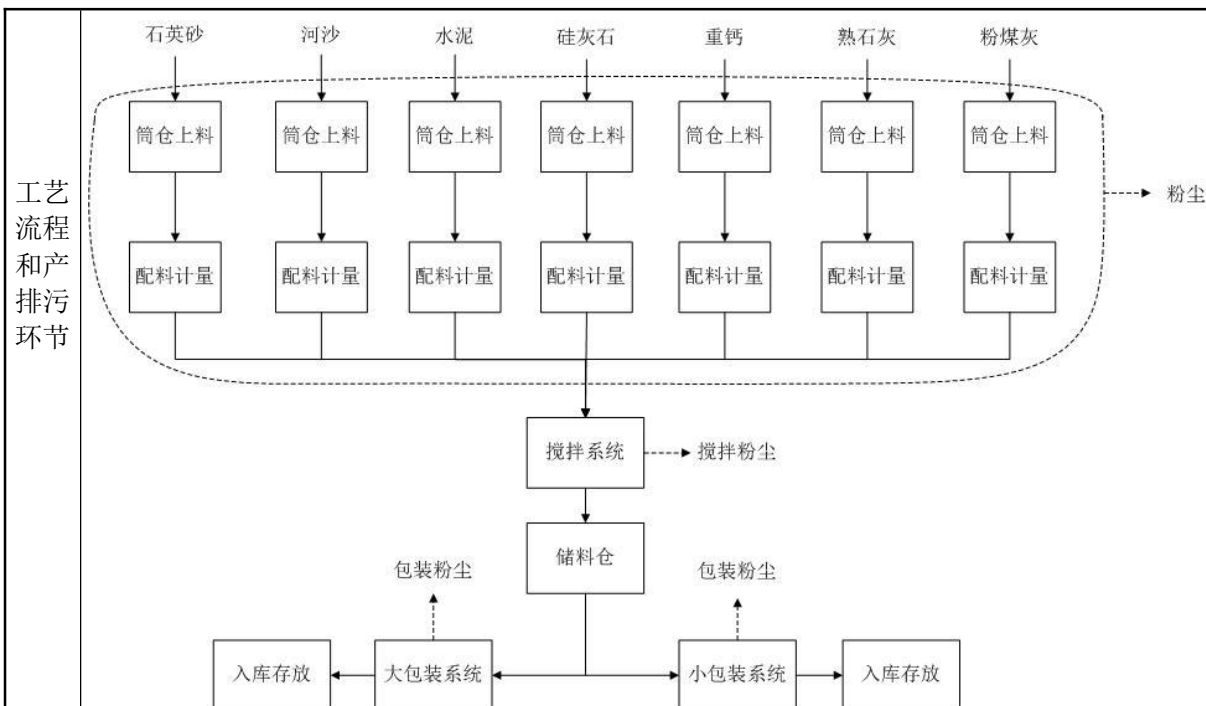 工艺
流程
和产
排污
环节
石英砂 河沙 水泥 硅灰石 重钙 熟石灰 粉煤灰
筒仓上料 筒仓上料 筒仓上料 筒仓上料 筒仓上料 筒仓上料 筒仓上料
粉尘
配料计量 配料计量 配料计量 配料计量 配料计量 配料计量 配料计量
搅拌系统 搅拌粉尘
储料仓
包装粉尘 包装粉尘
入库存放 大包装系统 小包装系统 入库存放